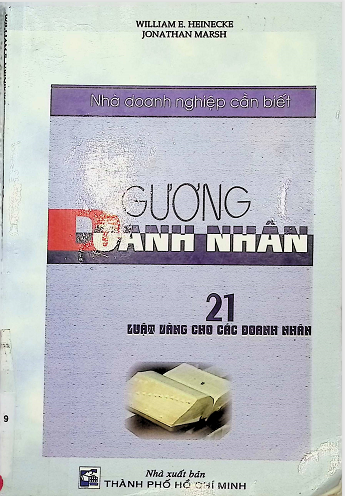 WILLIAM E. HEINECKE
JONATHAN MARSH
Nhà doanh nghiệp cần biết
GƯƠNG
DOANH NHÂN
21
LUẬT VÀNG CHO CÁC DOANH NHÂN
9
Nhà xuất bản
THÀNH PHỐ HỒ CHÍ MINH